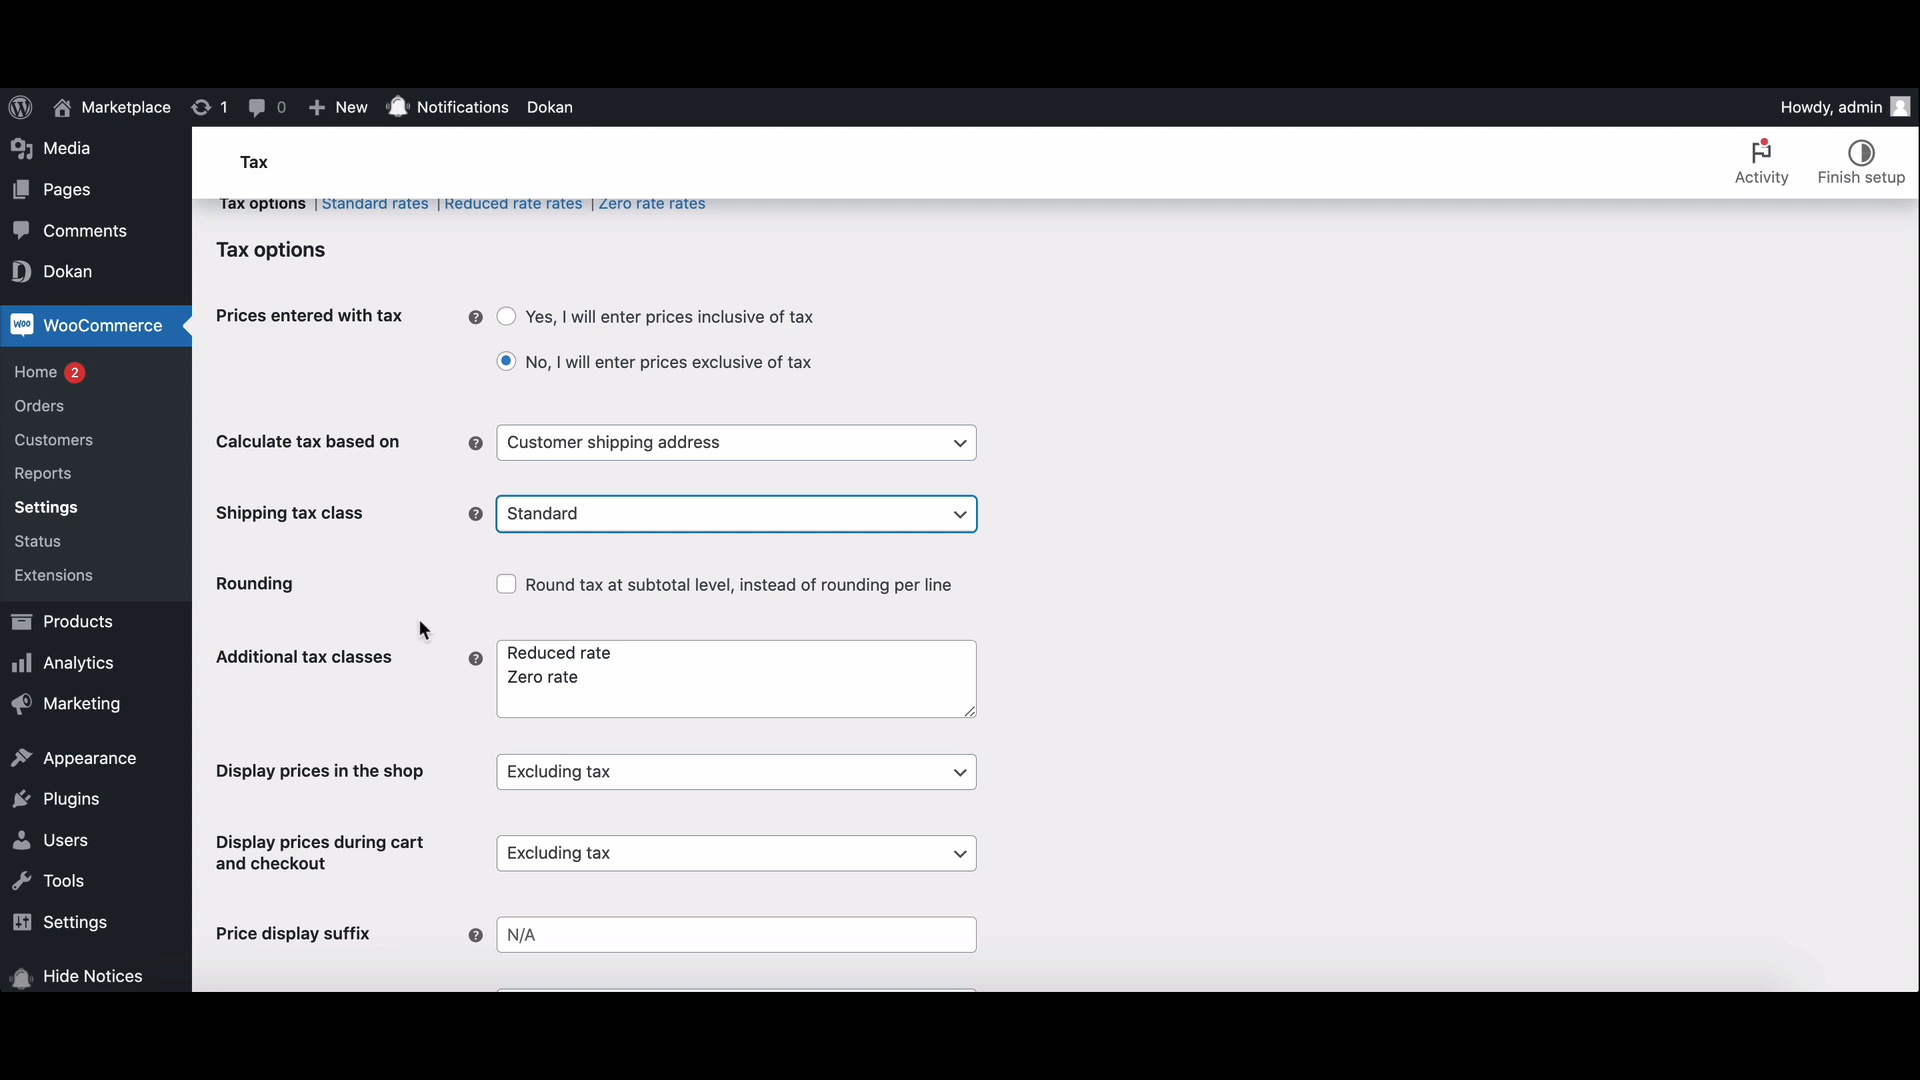 Marketplace 1 0 New Notifications Dokan Howdy, admin
Media
Pages
Comments
Dokan
WooCommerce
Home 2
Orders
Customers
Reports
Settings
Status
Extensions
Products
Analytics
Marketing
Appearance
Plugins
Users
Tools
Settings
Hide Notices
Tax
Activity
Finish setup
Tax options | Standard rates | Reduced rate rates | Zero rate rates
Tax options
Prices entered with tax
Yes, I will enter prices inclusive of tax
No, I will enter prices exclusive of tax
Calculate tax based on
Customer shipping address
Shipping tax class
Standard
Rounding
Round tax at subtotal level, instead of rounding per line
Additional tax classes
Reduced rate
Zero rate
Display prices in the shop
Excluding tax
Display prices during cart
and checkout
Excluding tax
Price display suffix
N/A